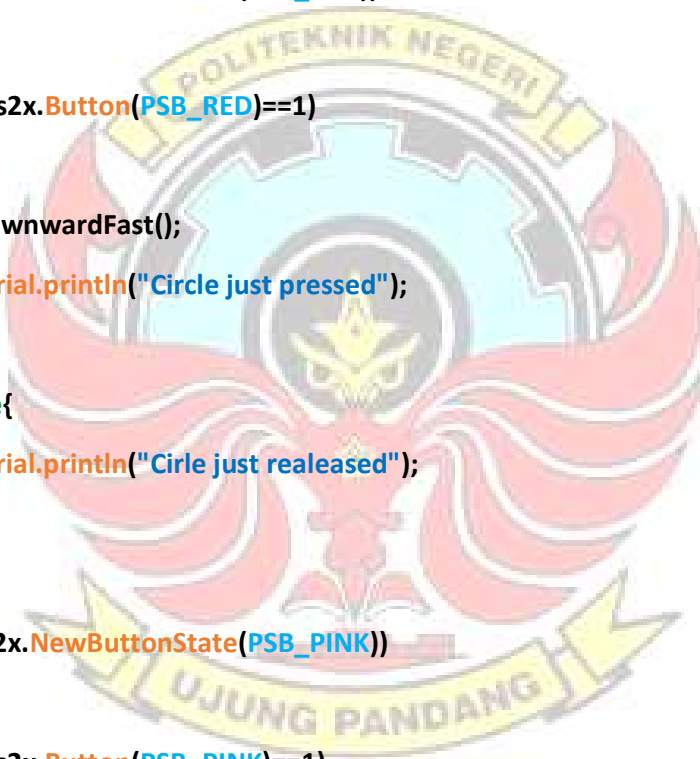 POLITEKNIK NEGERI
s2x.Button(PSB_RED)==1)
wnwardFast();
rial.println("Circle just pressed");
{
rial.println("Cirle just realeased");
2x.NewButtonState(PSB_PINK))
UJUNG PANDANG